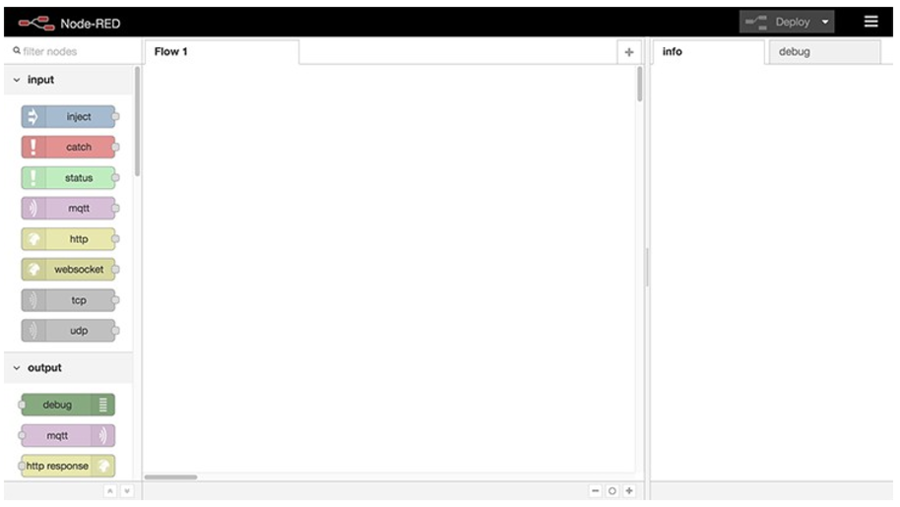 Node-RED
Deploy
filter nodes
Flow 1
info
debug
input
inject
catch
status
mqtt
http
websocket
tcp
udp
output
debug
mqtt
http response